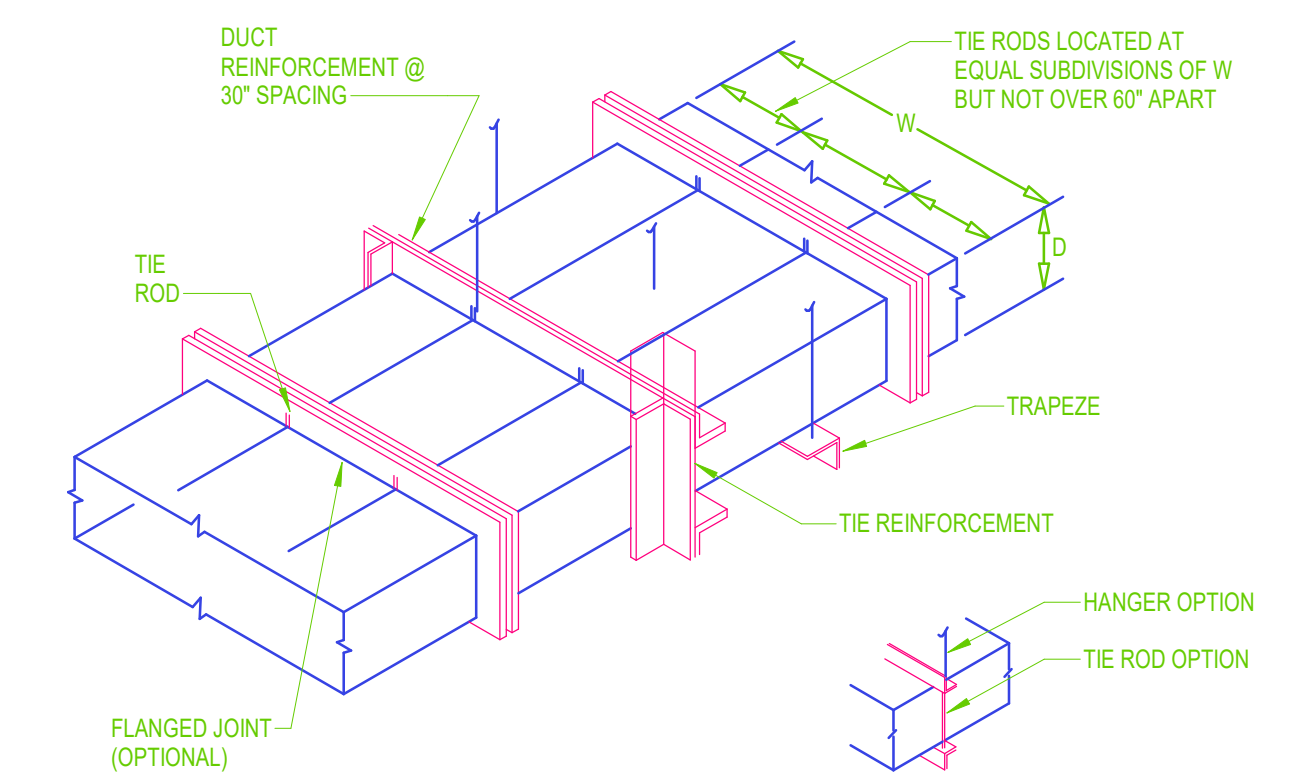 DUCT
REINFORCEMENT @
30" SPACING
TIE RODS LOCATED AT
EQUAL SUBDIVISIONS OF W
BUT NOT OVER 60" APART
W
D
TIE
ROD
TRAPEZE
TIE REINFORCEMENT
HANGER OPTION
TIE ROD OPTION
FLANGED JOINT
(OPTIONAL)